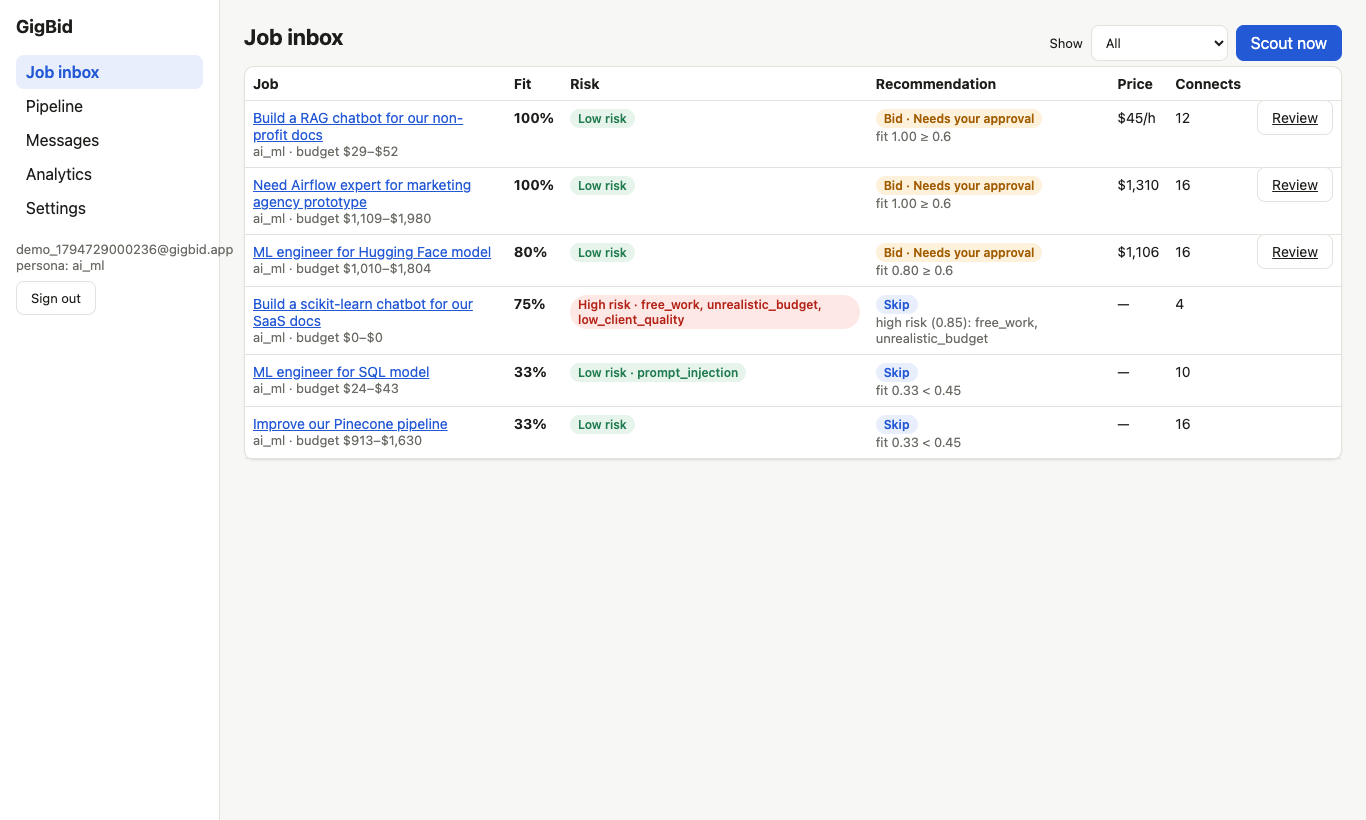 GigBid
Job inbox
Pipeline
Messages
Analytics
Settings
demo_1794729000236@gigbid.app
persona: ai_ml
Sign out
Job inbox
Show
All
Scout now
Job Fit Risk Recommendation Price Connects
Build a RAG chatbot for our non-
profit docs
ai_ml · budget $29–$52
100%
Low risk
Bid · Needs your approval
fit 1.00 ≥ 0.6
$45/h
12
Review
Need Airflow expert for marketing
agency prototype
ai_ml · budget $1,109–$1,980
100%
Low risk
Bid · Needs your approval
fit 1.00 ≥ 0.6
$1,310
16
Review
ML engineer for Hugging Face model
ai_ml · budget $1,010–$1,804
80%
Low risk
Bid · Needs your approval
fit 0.80 ≥ 0.6
$1,106
16
Review
Build a scikit-learn chatbot for our
SaaS docs
ai_ml · budget $0–$0
75%
High risk · free_work, unrealistic_budget,
low_client_quality
Skip
high risk (0.85): free_work,
unrealistic_budget
—
4
ML engineer for SQL model
ai_ml · budget $24–$43
33%
Low risk · prompt_injection
Skip
fit 0.33 < 0.45
—
10
Improve our Pinecone pipeline
ai_ml · budget $913–$1,630
33%
Low risk
Skip
fit 0.33 < 0.45
—
16